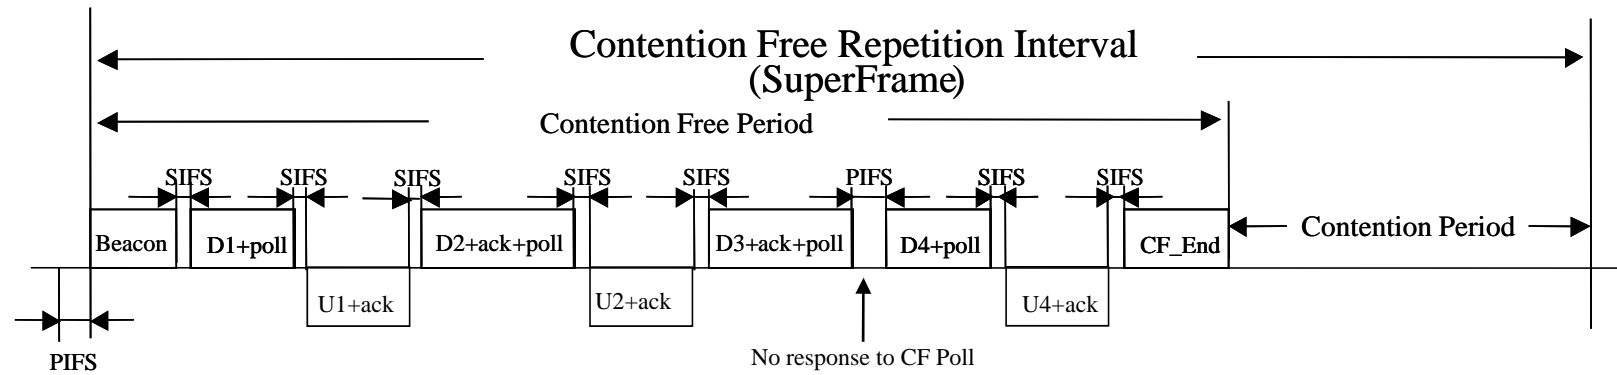 Contention Free Repetition Interval
(SuperFrame)
Contention Free Period
SIFS SIFS SIFS SIFS SIFS PIFS SIFS SIFS
Beacon D1+poll D2+ack+poll D3+ack+poll D4+poll CF_End Contention Period
U1+ack U2+ack U4+ack
PIFS No response to CF Poll